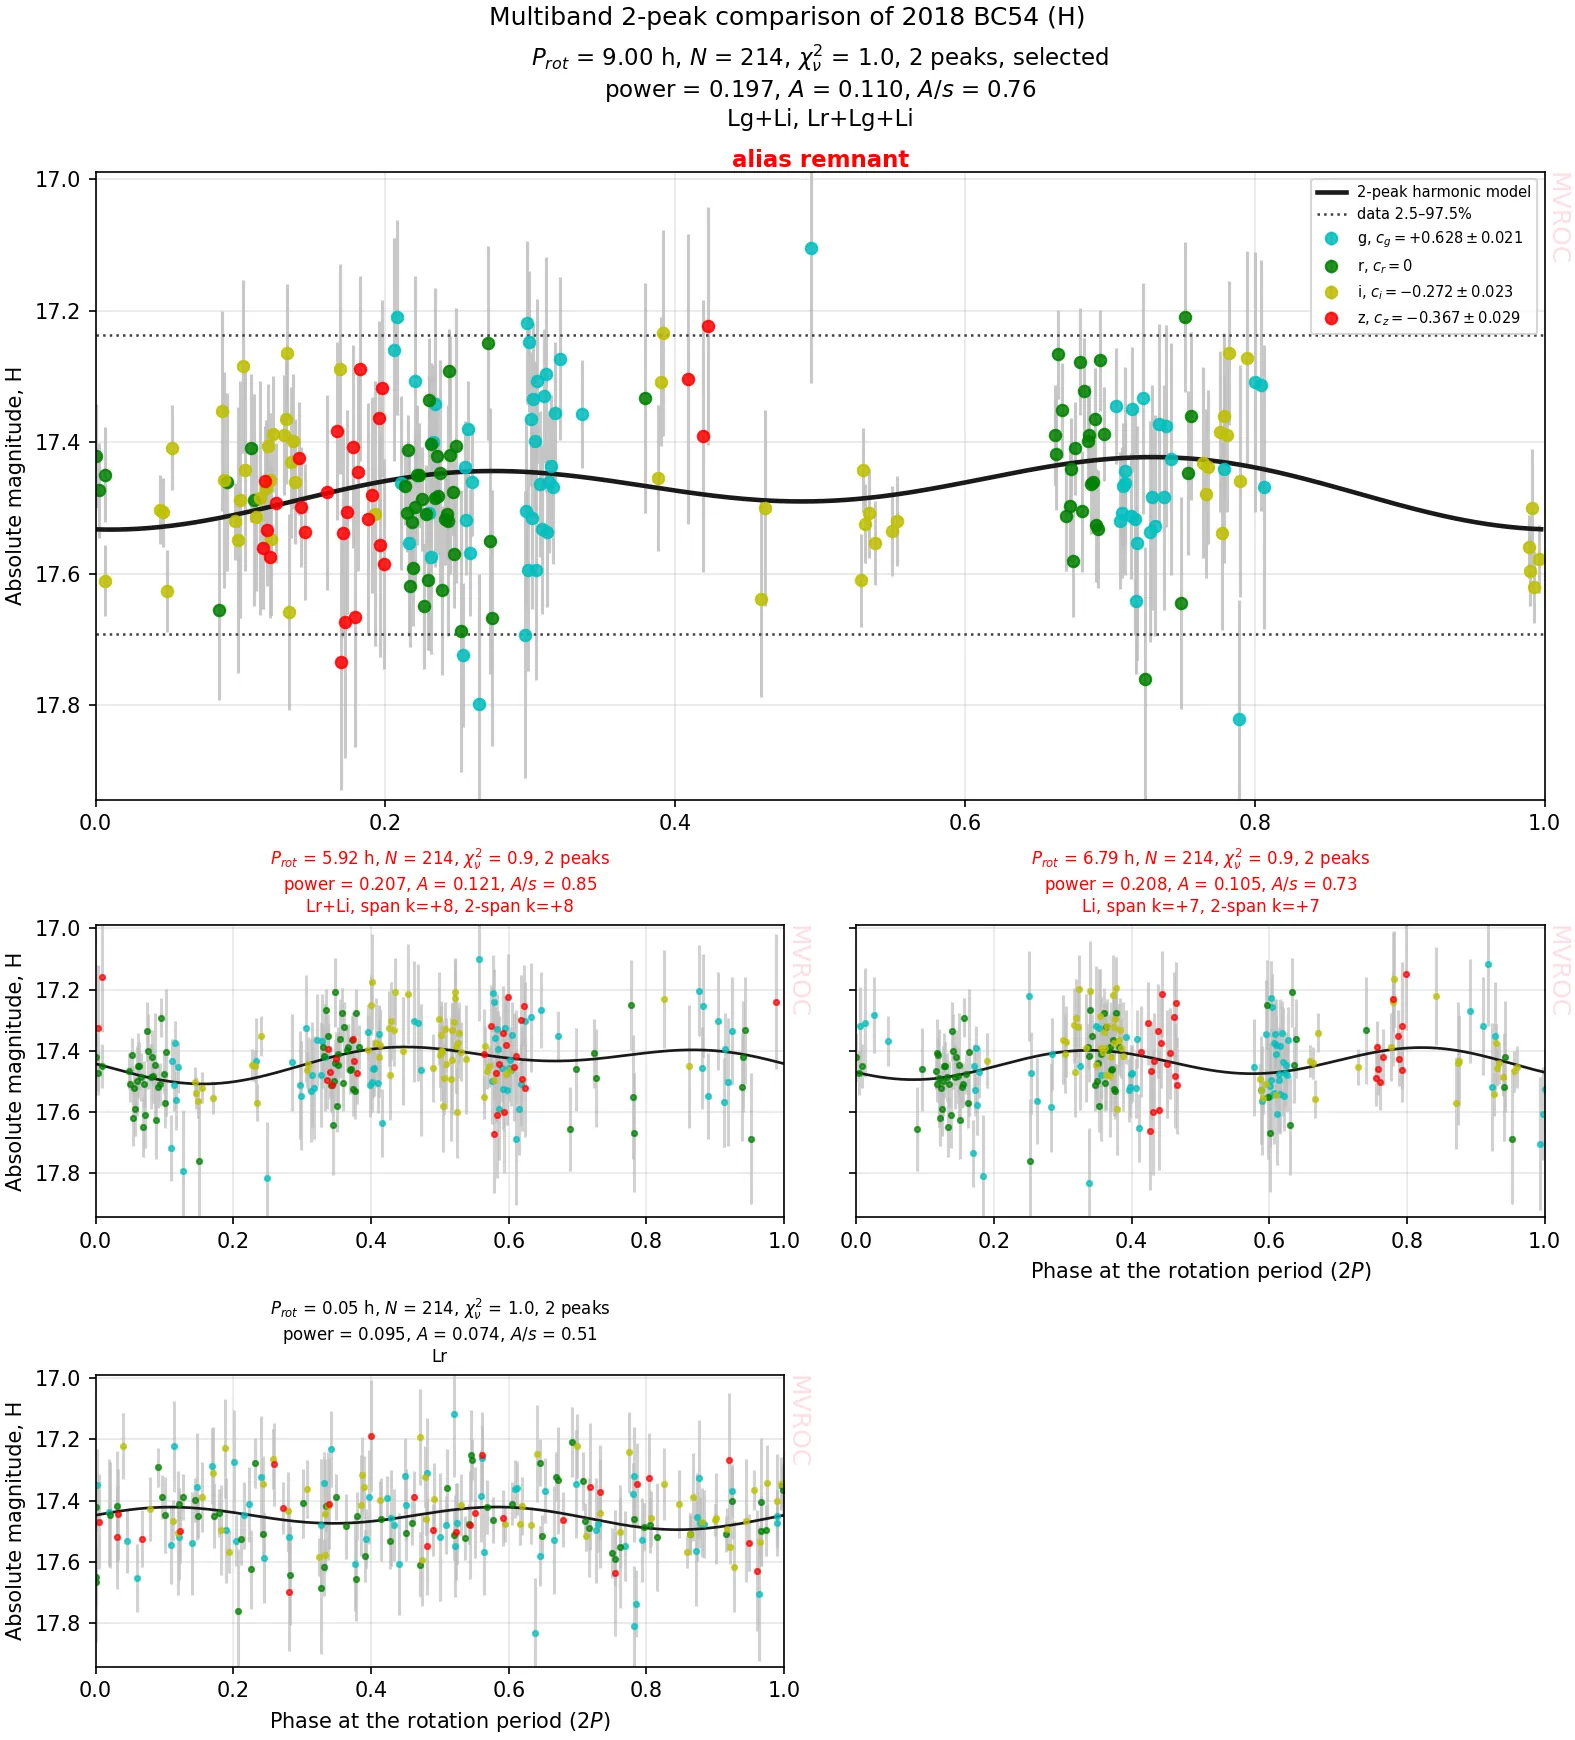 Multiband 2-peak comparison of 2018 BC54 (H)
P_rot = 9.00 h, N = 214, χ²_ν = 1.0, 2 peaks, selected
power = 0.197, A = 0.110, A/s = 0.76
Lg+Li, Lr+Lg+Li
alias remnant
2-peak harmonic model
data 2.5–97.5%
g, c_g = +0.628 ± 0.021
r, c_r = 0
i, c_i = −0.272 ± 0.023
z, c_z = −0.367 ± 0.029
MVROC
Absolute magnitude, H
17.0
17.2
17.4
17.6
17.8
0.0 0.2 0.4 0.6 0.8 1.0
P_rot = 5.92 h, N = 214, χ²_ν = 0.9, 2 peaks
power = 0.207, A = 0.121, A/s = 0.85
Lr+Li, span k=+8, 2-span k=+8
MVROC
Absolute magnitude, H
17.0
17.2
17.4
17.6
17.8
0.0 0.2 0.4 0.6 0.8 1.0
P_rot = 6.79 h, N = 214, χ²_ν = 0.9, 2 peaks
power = 0.208, A = 0.105, A/s = 0.73
Li, span k=+7, 2-span k=+7
MVROC
0.0 0.2 0.4 0.6 0.8 1.0
Phase at the rotation period (2P)
P_rot = 0.05 h, N = 214, χ²_ν = 1.0, 2 peaks
power = 0.095, A = 0.074, A/s = 0.51
Lr
MVROC
Absolute magnitude, H
17.0
17.2
17.4
17.6
17.8
0.0 0.2 0.4 0.6 0.8 1.0
Phase at the rotation period (2P)